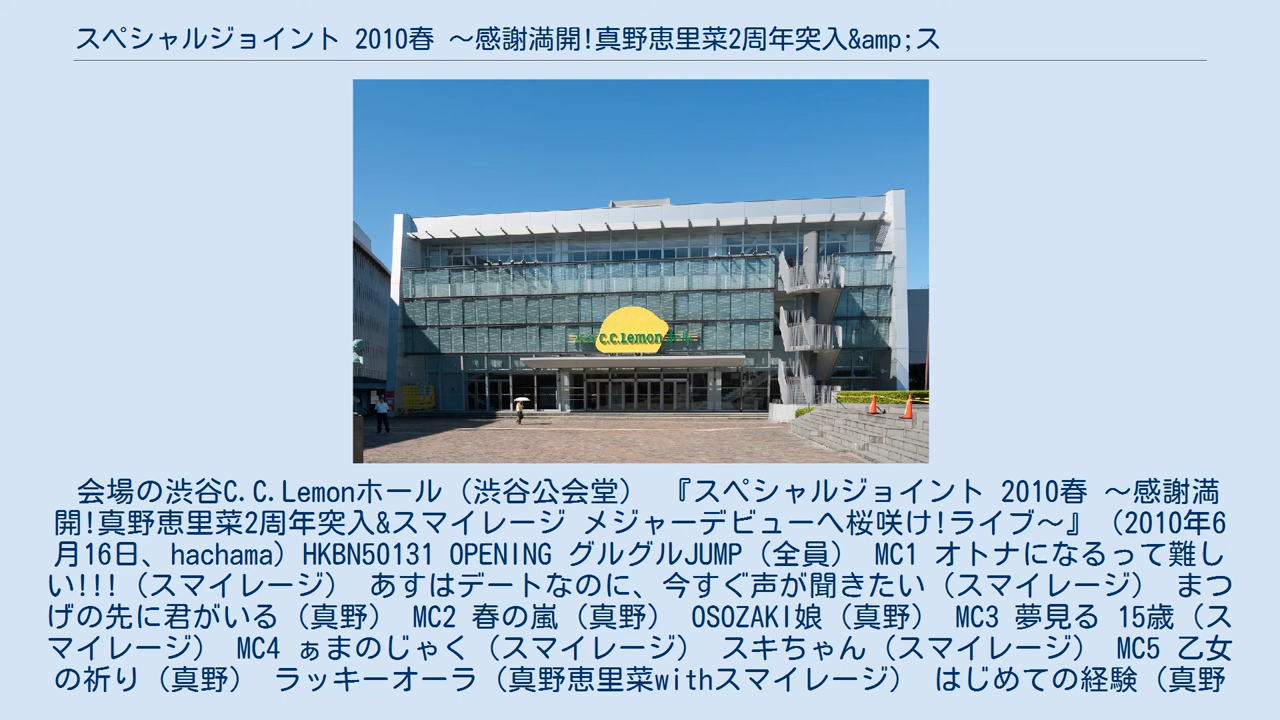 スペシャルジョイント 2010春 〜感謝満開!真野恵里菜2周年突入&amp;ス
C.C.Lemon
会場の渋谷C.C.Lemonホール（渋谷公会堂） 『スペシャルジョイント 2010春 〜感謝満
開!真野恵里菜2周年突入&スマイレージ メジャーデビューへ桜咲け!ライブ〜』（2010年6
月16日、hachama）HKBN50131 OPENING グルグルJUMP（全員） MC1 オトナになるって難し
い!!!（スマイレージ） あすはデートなのに、今すぐ声が聞きたい（スマイレージ） まつ
げの先に君がいる（真野） MC2 春の嵐（真野） OSOZAKI娘（真野） MC3 夢見る 15歳（ス
マイレージ） MC4 ぁまのじゃく（スマイレージ） スキちゃん（スマイレージ） MC5 乙女
の祈り（真野） ラッキーオーラ（真野恵里菜withスマイレージ） はじめての経験（真野